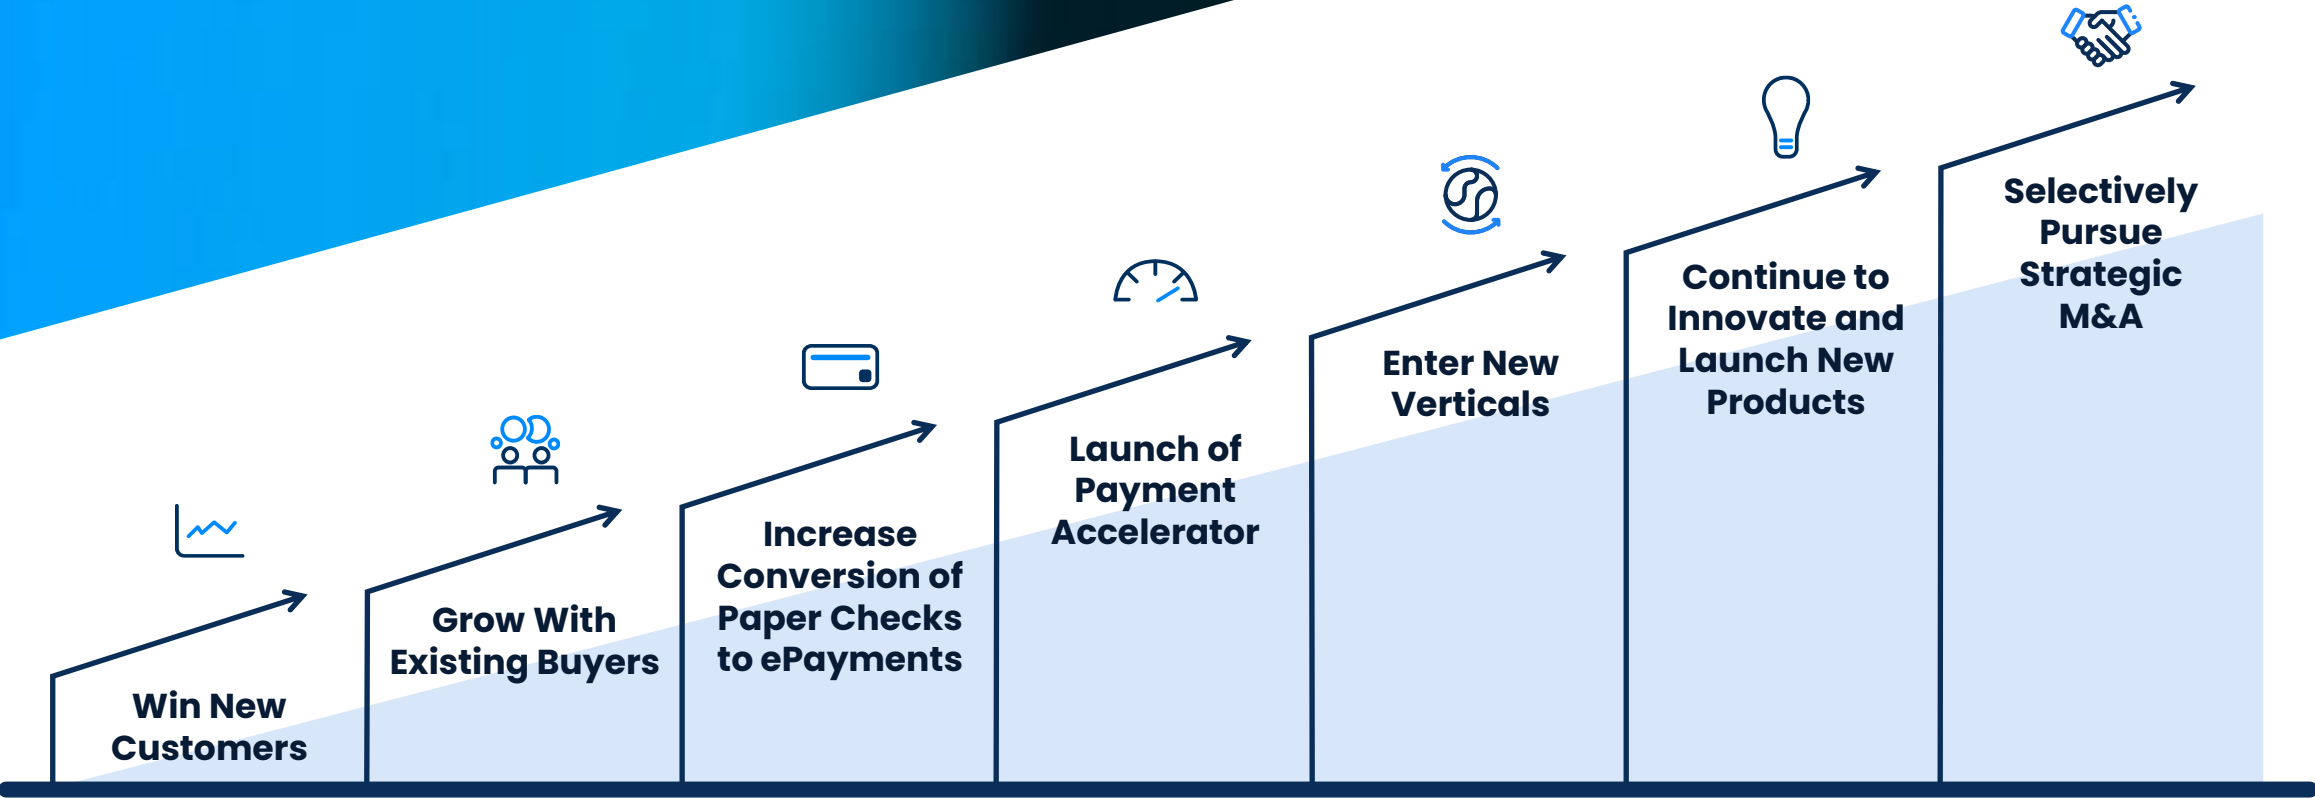 Win New
Customers
Grow With
Existing Buyers
Increase
Conversion of
Paper Checks
to ePayments
Launch of
Payment
Accelerator
Enter New
Verticals
Continue to
Innovate and
Launch New
Products
Selectively
Pursue
Strategic
M&A